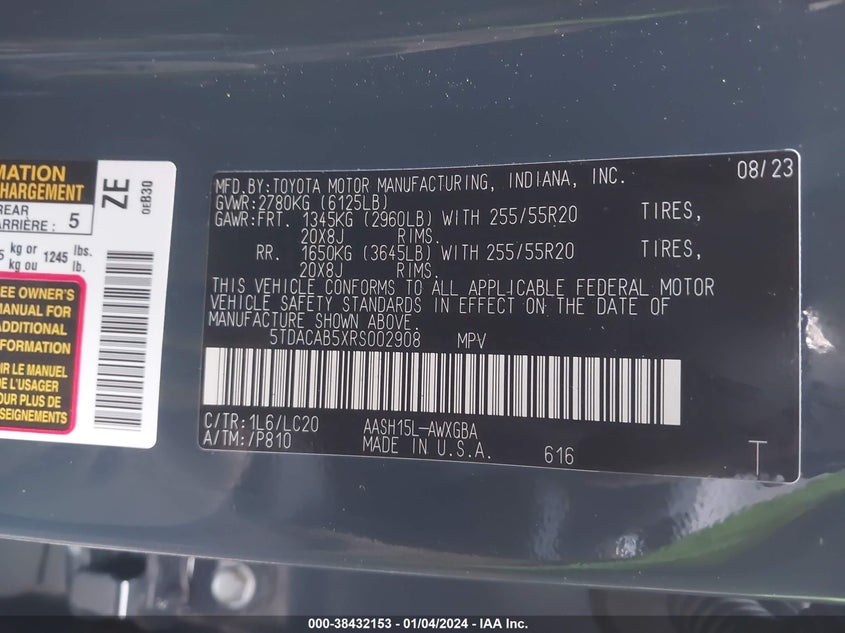 MATION
CHARGEMENT
REAR
ARRIÈRE : 5
kg or 1245 lbs.
kg ou lb.
ZE
0EB30
EE OWNER'S
MANUAL FOR
ADDITIONAL
FORMATION
IR LE MANUEL
DE L'USAGER
POUR PLUS DE
SEIGNEMENTS
MFD.BY:TOYOTA MOTOR MANUFACTURING, INDIANA, INC. 08/23
GVWR:2780KG (6125LB)
GAWR:FRT. 1345KG (2960LB) WITH 255/55R20 TIRES,
20X8J RIMS.
RR. 1650KG (3645LB) WITH 255/55R20 TIRES,
20X8J RIMS.
THIS VEHICLE CONFORMS TO ALL APPLICABLE FEDERAL MOTOR
VEHICLE SAFETY STANDARDS IN EFFECT ON THE DATE OF
MANUFACTURE SHOWN ABOVE.
5TDACAB5XRS002908 MPV
C/TR:1L6/LC20 AASH15L-AWXGBA
A/TM:/P810 MADE IN U.S.A. 616 T
000-38432153 - 01/04/2024 - IAA Inc.